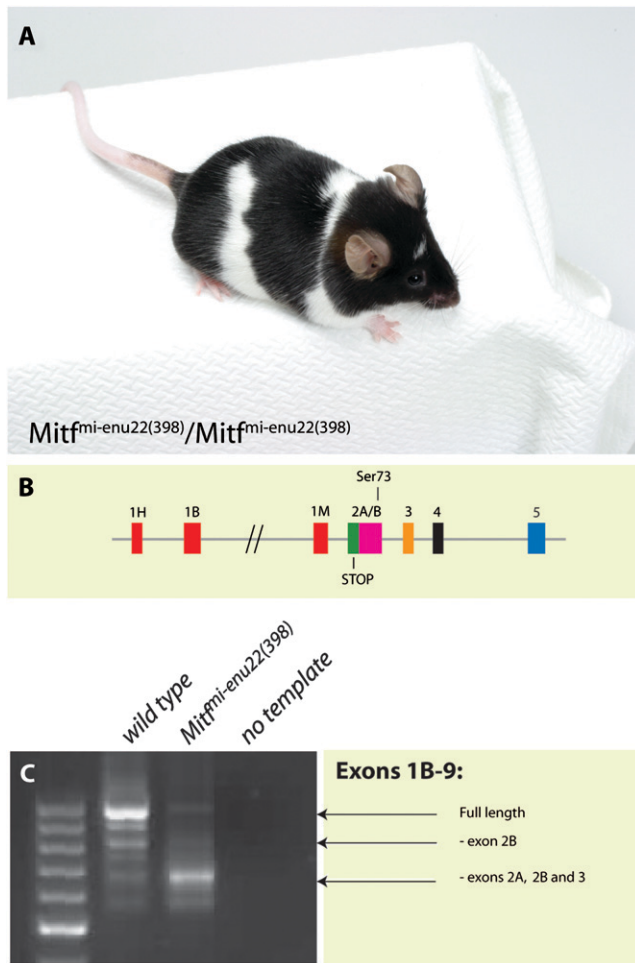 A
Mitfmi-enu22(398)/Mitfmi-enu22(398)
B
Ser73
1H 1B 1M 2A/B 3 4 5
//
STOP
wild type
Mitfmi-enu22(398)
no template
C
Exons 1B-9:
Full length
- exon 2B
- exons 2A, 2B and 3